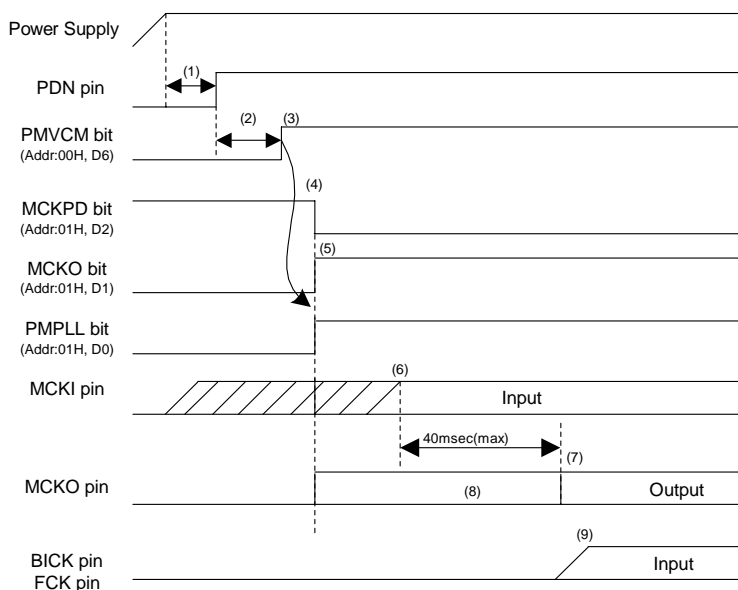 Power Supply
(1)
PDN pin
(2)
(3)
PMVCM bit
(Addr:00H, D6)
(4)
MCKPD bit
(Addr:01H, D2)
(5)
MCKO bit
(Addr:01H, D1)
PMPLL bit
(Addr:01H, D0)
(6)
MCKI pin
Input
40msec(max)
(7)
MCKO pin
(8)
Output
(9)
BICK pin
FCK pin
Input